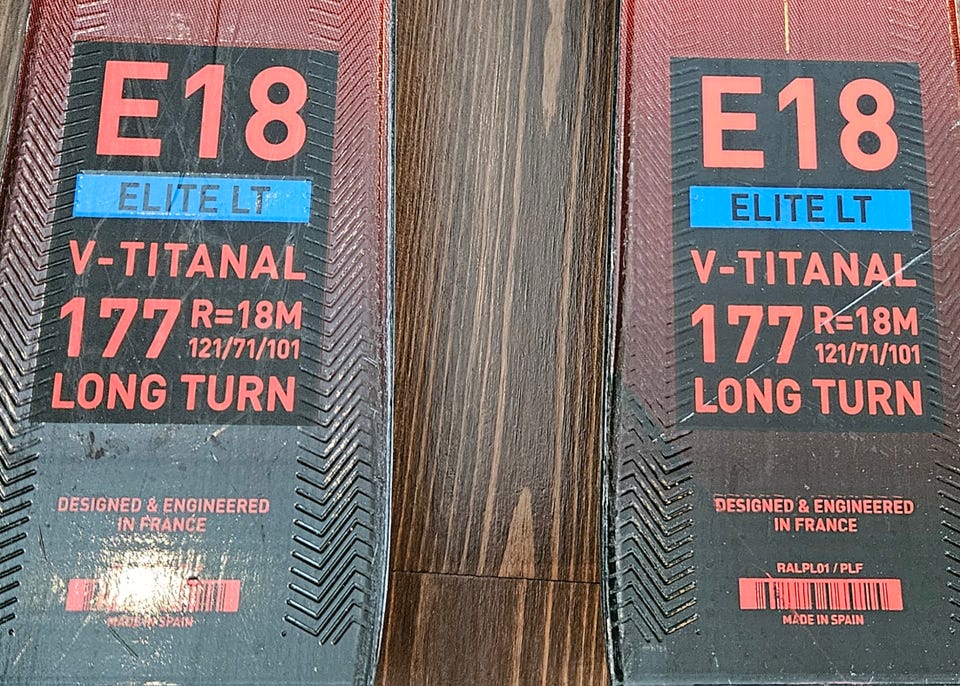 E18
ELITE LT
V-TITANAL
177 R=18M
121/71/101
LONG TURN
DESIGNED & ENGINEERED
IN FRANCE
MADE IN SPAIN
E18
ELITE LT
V-TITANAL
177 R=18M
121/71/101
LONG TURN
DESIGNED & ENGINEERED
IN FRANCE
RALPL01 / PLF
MADE IN SPAIN